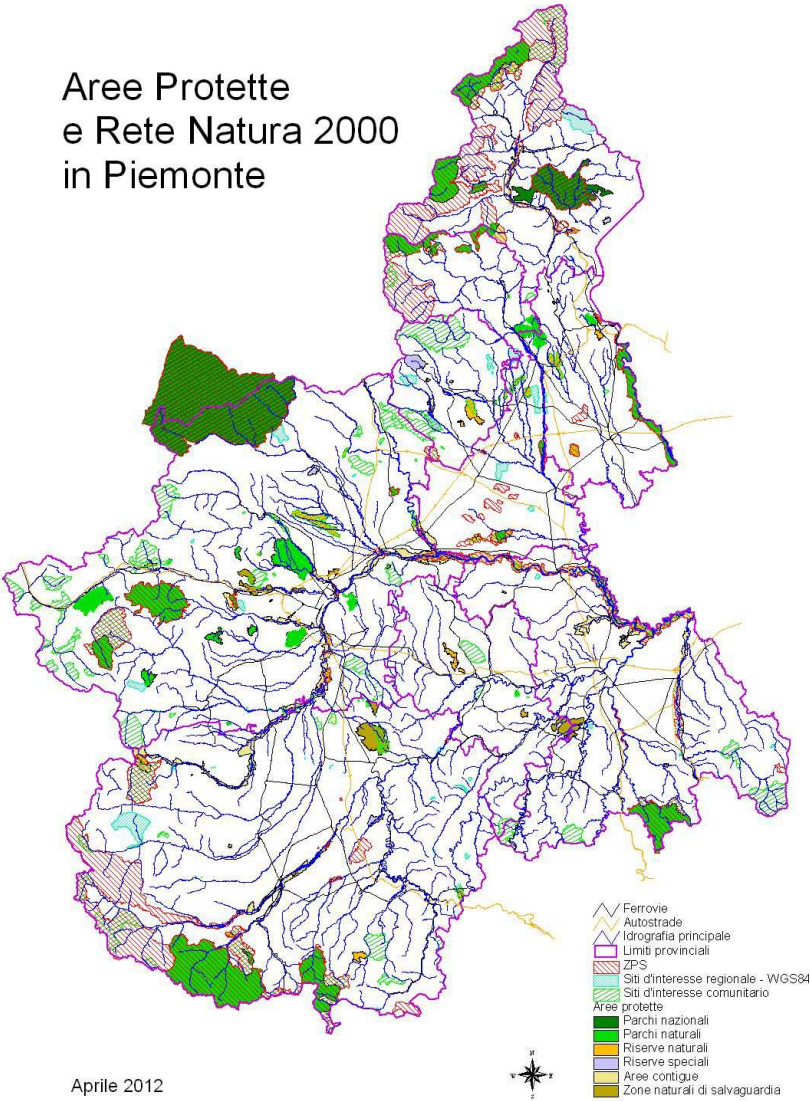 Aree Protette
e Rete Natura 2000
in Piemonte
Ferrovie
Autostrade
Idrografia principale
Limiti provinciali
ZPS
Siti d'interesse regionale - WGS84
Siti d'interesse comunitario
Aree protette
Parchi nazionali
Parchi naturali
Riserve naturali
Riserve speciali
Aree contigue
Zone naturali di salvaguardia
N
W E
S
Aprile 2012